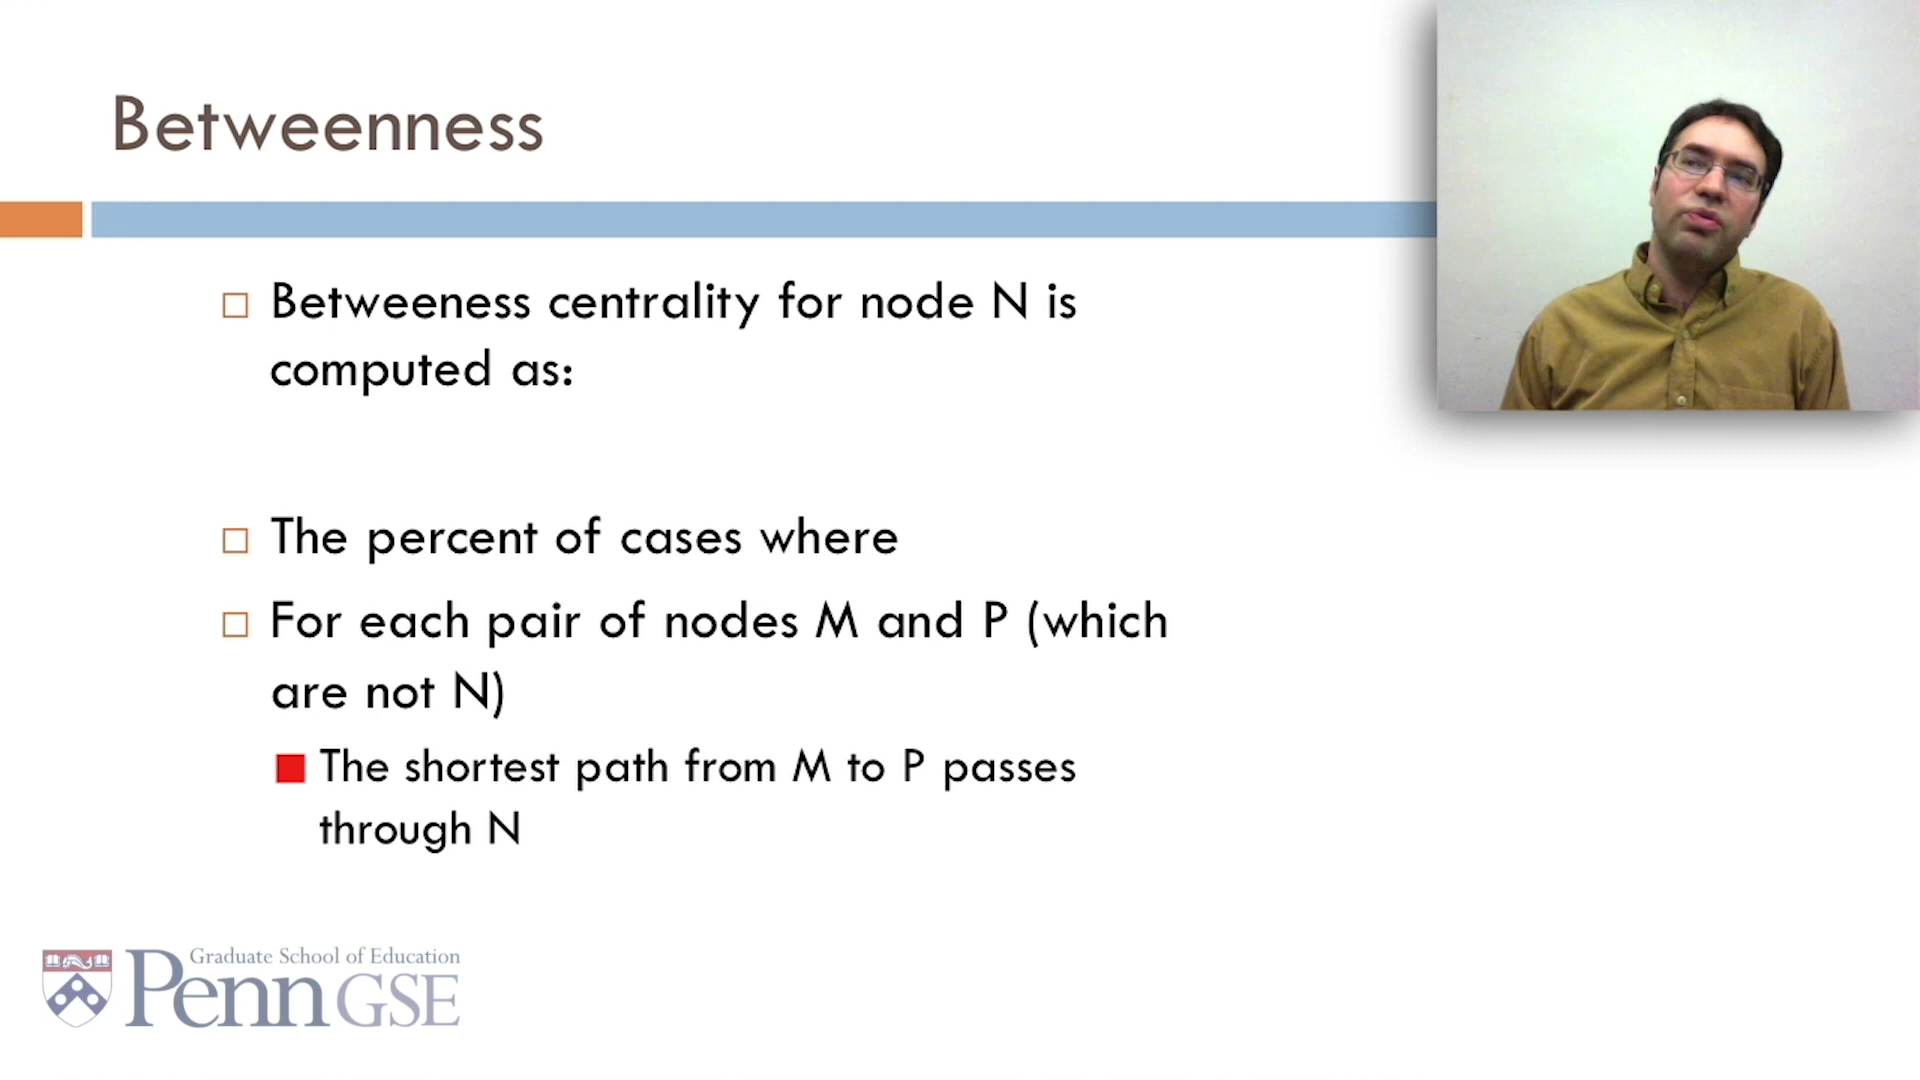 Betweenness
Betweeness centrality for node N is
computed as:
The percent of cases where
For each pair of nodes M and P (which
are not N)
The shortest path from M to P passes
through N
Graduate School of Education
Penn GSE